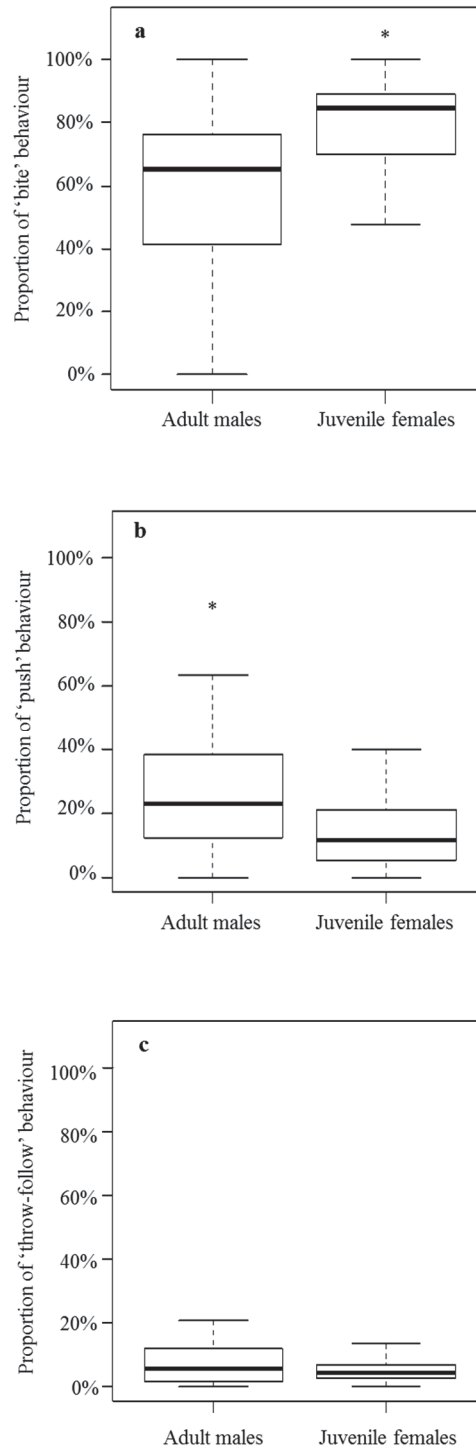 a
*
Proportion of ‘bite’ behaviour
100%
80%
60%
40%
20%
0%
Adult males Juvenile females
b
*
Proportion of ‘push’ behaviour
100%
80%
60%
40%
20%
0%
Adult males Juvenile females
c
Proportion of ‘throw-follow’ behaviour
100%
80%
60%
40%
20%
0%
Adult males Juvenile females